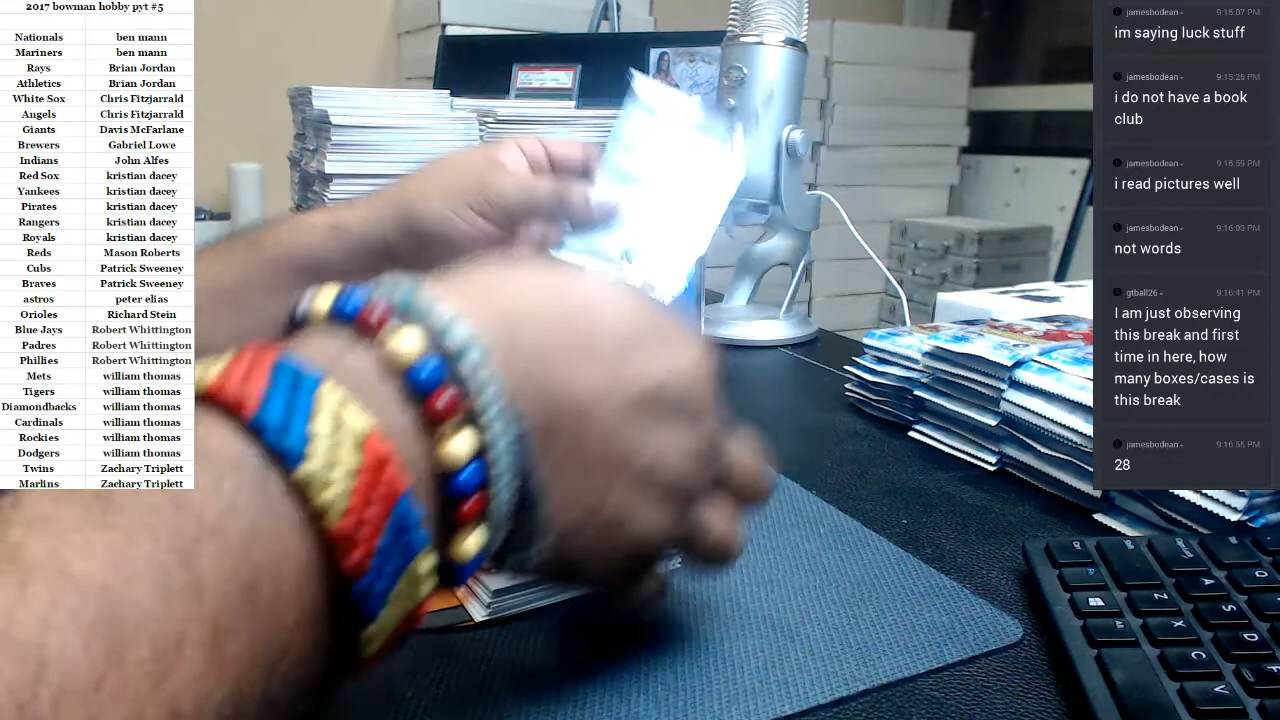 2017 bowman hobby pyt #5
Nationals ben mann
Mariners ben mann
Rays Brian Jordan
Athletics Brian Jordan
White Sox Chris Fitzjarrald
Angels Chris Fitzjarrald
Giants Davis McFarlane
Brewers Gabriel Lowe
Indians John Alfes
Red Sox kristian dacey
Yankees kristian dacey
Pirates kristian dacey
Rangers kristian dacey
Royals kristian dacey
Reds Mason Roberts
Cubs Patrick Sweeney
Braves Patrick Sweeney
astros peter elias
Orioles Richard Stein
Blue Jays Robert Whittington
Padres Robert Whittington
Phillies Robert Whittington
Mets william thomas
Tigers william thomas
Diamondbacks william thomas
Cardinals william thomas
Rockies william thomas
Dodgers william thomas
Twins Zachary Triplett
Marlins Zachary Triplett
jamesbodean 9:15:07 PM
im saying luck stuff
jamesbodean PM
i do not have a book
club
jamesbodean 9:15:59 PM
i read pictures well
jamesbodean 9:16:03 PM
not words
gtball26 9:16:41 PM
I am just observing
this break and first
time in here, how
many boxes/cases is
this break
jamesbodean 9:16:55 PM
28
Ctrl
Alt
Z
A
Q
X
S
C
D
V
F